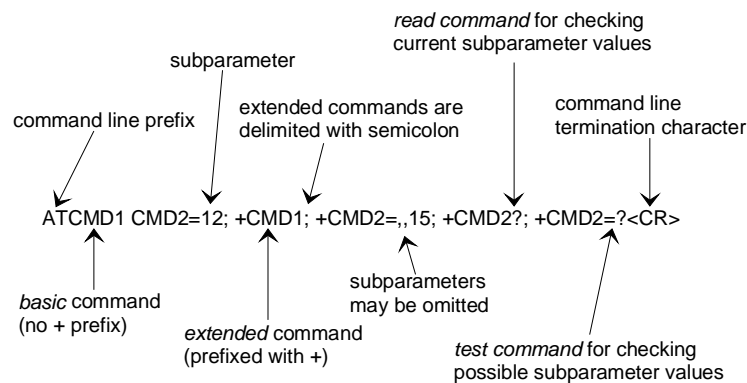 read command for checking
current subparameter values
subparameter
extended commands are
delimited with semicolon
command line
termination character
command line prefix
ATCMD1 CMD2=12; +CMD1; +CMD2=,,15; +CMD2?; +CMD2=?<CR>
basic command
(no + prefix)
extended command
(prefixed with +)
subparameters
may be omitted
test command for checking
possible subparameter values